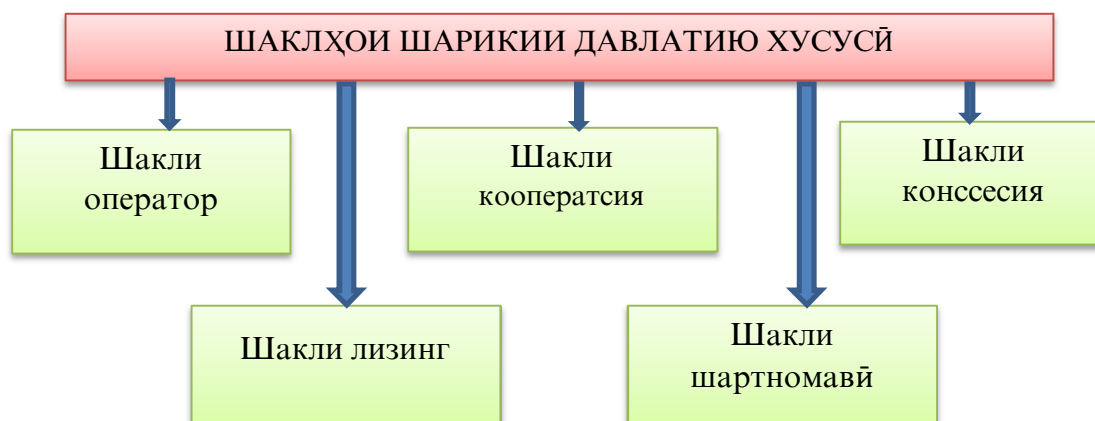 ШАКЛҲОИ ШАРИКИИ ДАВЛАТИЮ ХУСУСӢ
Шакли
оператор
Шакли
кооператсия
Шакли
конссесия
Шакли лизинг
Шакли
шартномавӣ